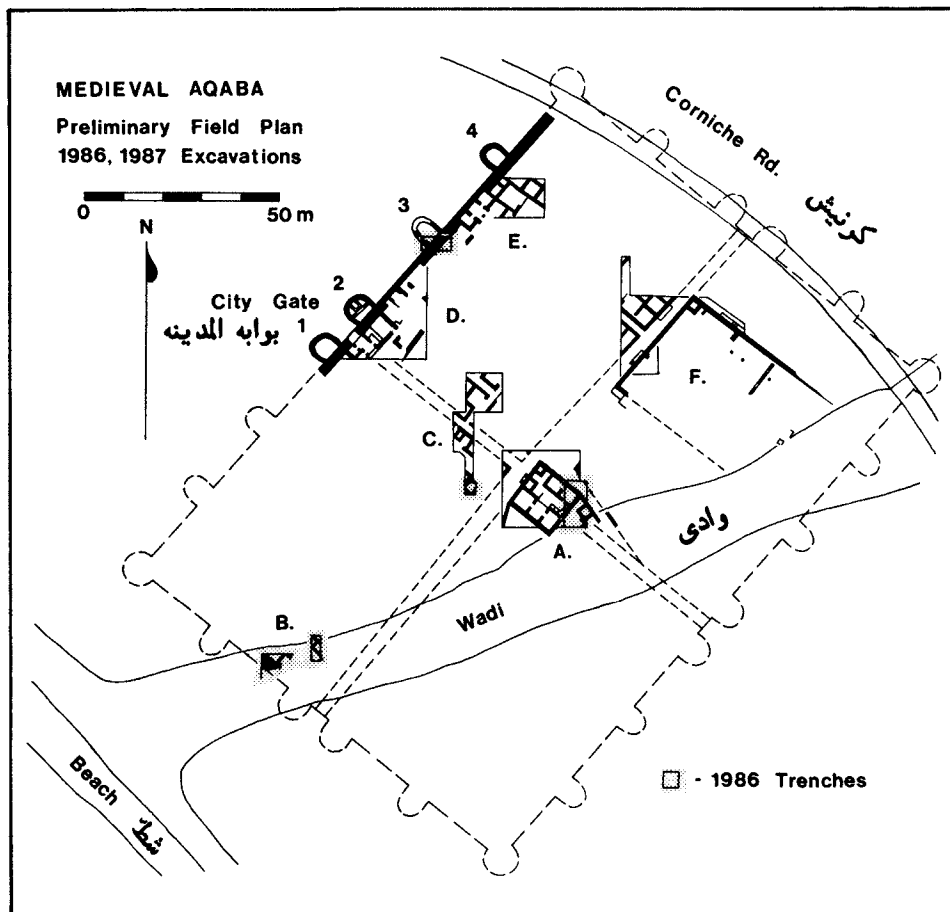 MEDIEVAL AQABA
Preliminary Field Plan
1986, 1987 Excavations
0 50 m
N
4
3
2
1
City Gate
بوابه المدينه
Corniche Rd.
كرنيش
E.
D.
F.
C.
A.
B.
وادى
Wadi
Beach
شط
- 1986 Trenches